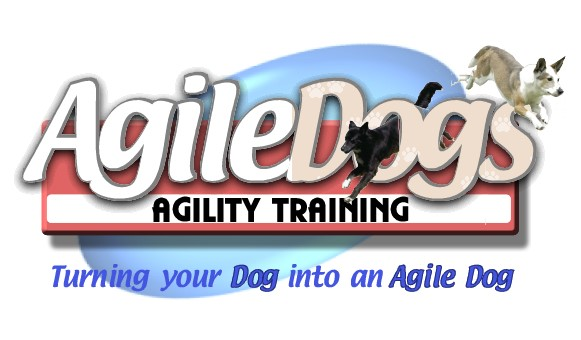 AgileDogs
AGILITY TRAINING
Turning your Dog into an Agile Dog